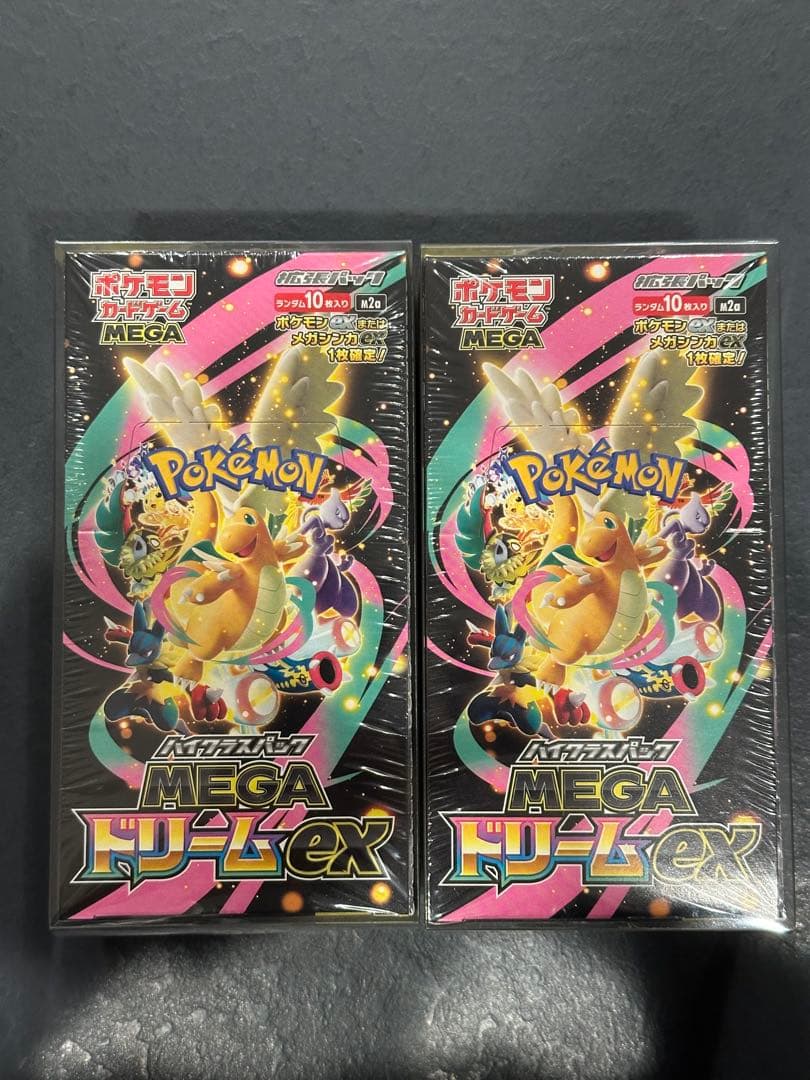 ポケモン
カードゲーム
MEGA
拡張パック
ランダム10枚入り
M2a
ポケモンexまたは
メガシンカex
1枚確定!
POKéMON
ハイクラスパック
MEGA
ドリームex
ポケモン
カードゲーム
MEGA
拡張パック
ランダム10枚入り
M2a
ポケモンexまたは
メガシンカex
1枚確定!
POKéMON
ハイクラスパック
MEGA
ドリームex